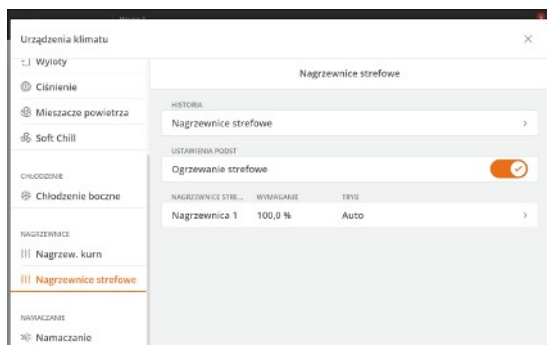 Urządzenia klimatu
Wyloty
Ciśnienie
Mieszacze powietrza
Soft Chill
CHŁODZENIE
Chłodzenie boczne
NAGRZEWNICE
Nagrzew. kurn
Nagrzewnice strefowe
NAMACZANIE
Namaczanie
Nagrzewnice strefowe
HISTORIA
Nagrzewnice strefowe
USTAWIENIA PODST
Ogrzewanie strefowe
NAGRZEWNICE STRE... WYMAGANIE TRYB
Nagrzewnica 1 100,0 % Auto